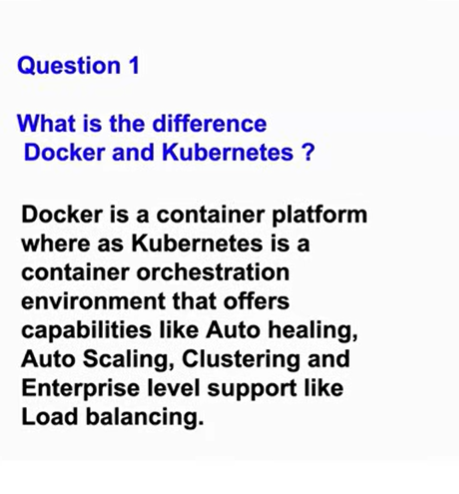 Question 1
What is the difference
Docker and Kubernetes ?
Docker is a container platform
where as Kubernetes is a
container orchestration
environment that offers
capabilities like Auto healing,
Auto Scaling, Clustering and
Enterprise level support like
Load balancing.